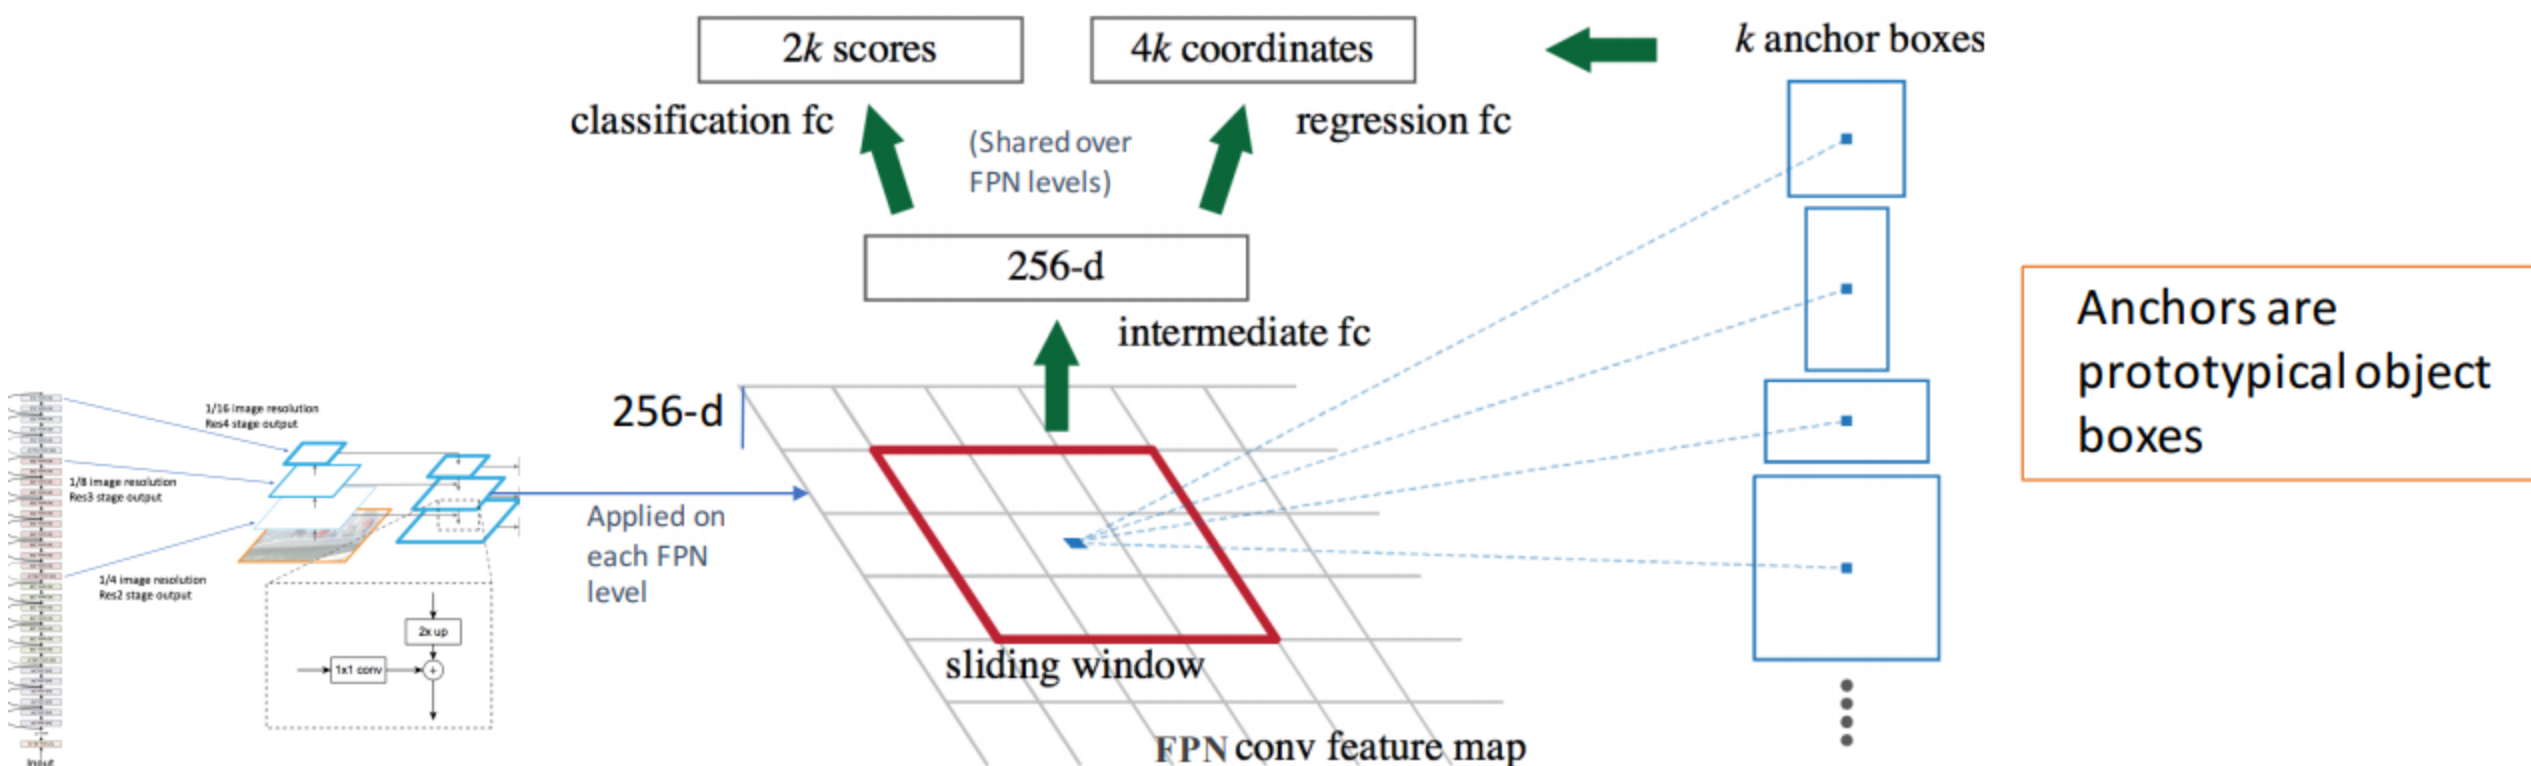 2k scores
4k coordinates
k anchor boxes
classification fc
(Shared over
FPN levels)
regression fc
256-d
intermediate fc
256-d
1/16 image resolution
Res4 stage output
1/8 image resolution
Res3 stage output
1/4 image resolution
Res2 stage output
2x up
1x1 conv
+
Input
Applied on
each FPN
level
sliding window
FPN conv feature map
Anchors are
prototypical object
boxes